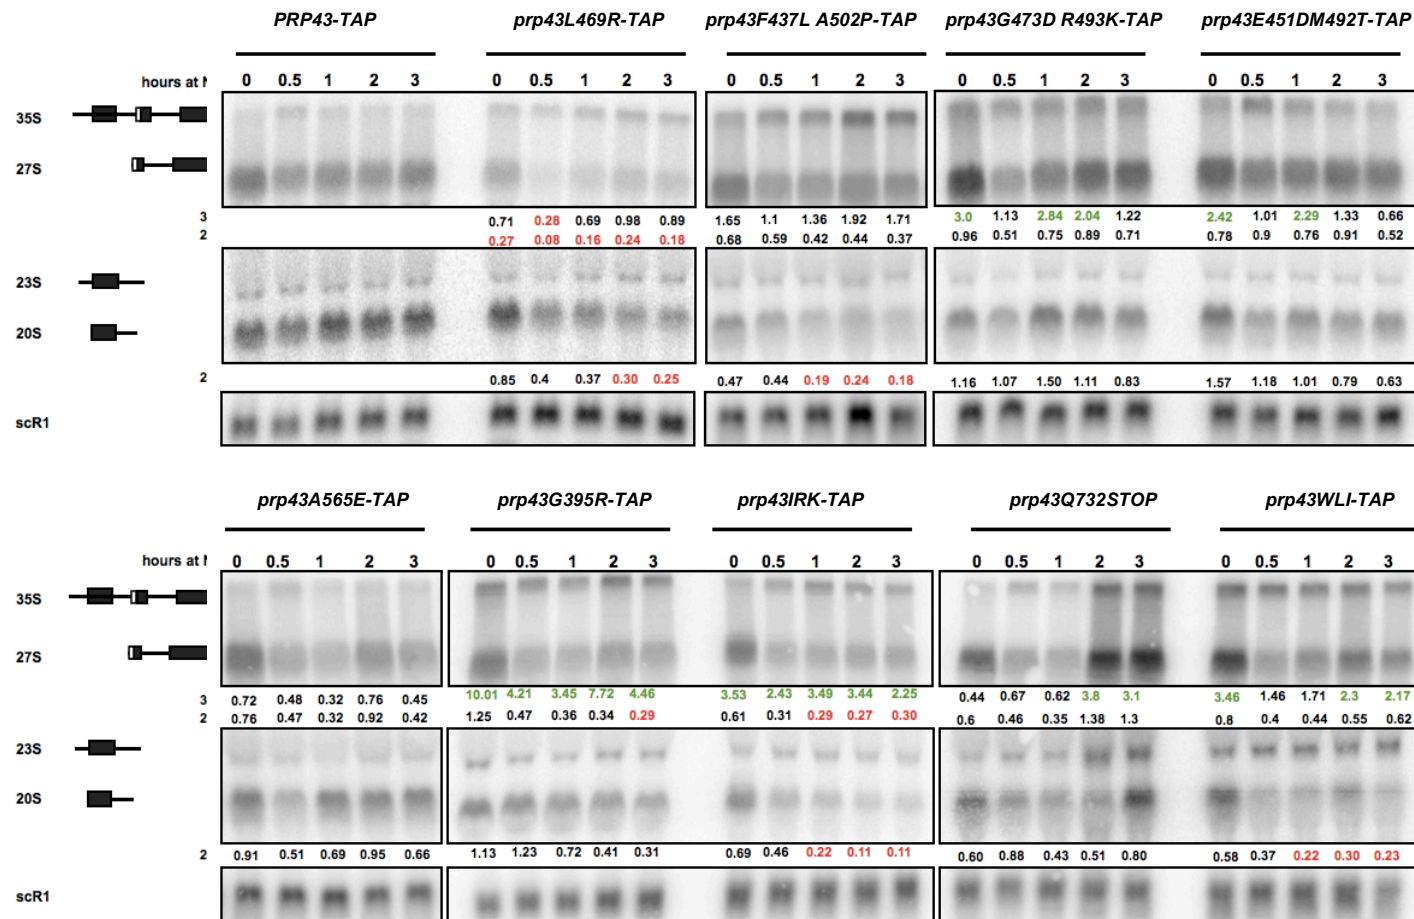 PRP43-TAP prp43L469R-TAP prp43F437L A502P-TAP prp43G473D R493K-TAP prp43E451DM492T-TAP
hours at 0 0.5 1 2 3 0 0.5 1 2 3 0 0.5 1 2 3 0 0.5 1 2 3 0 0.5 1 2 3
35S
27S
3 0.71 0.28 0.69 0.98 0.89 1.65 1.1 1.36 1.92 1.71 3.0 1.13 2.84 2.04 1.22 2.42 1.01 2.29 1.33 0.66
2 0.27 0.08 0.16 0.24 0.18 0.68 0.59 0.42 0.44 0.37 0.96 0.51 0.75 0.89 0.71 0.78 0.9 0.76 0.91 0.52
23S
20S
2 0.85 0.4 0.37 0.30 0.25 0.47 0.44 0.19 0.24 0.18 1.16 1.07 1.50 1.11 0.83 1.57 1.18 1.01 0.79 0.63
scR1
prp43A565E-TAP prp43G395R-TAP prp43IRK-TAP prp43Q732STOP prp43WLI-TAP
hours at 0 0.5 1 2 3 0 0.5 1 2 3 0 0.5 1 2 3 0 0.5 1 2 3 0 0.5 1 2 3
35S
27S
3 0.72 0.48 0.32 0.76 0.45 10.01 4.21 3.45 7.72 4.46 3.53 2.43 3.49 3.44 2.25 0.44 0.67 0.62 3.8 3.1 3.46 1.46 1.71 2.3 2.17
2 0.76 0.47 0.32 0.92 0.42 1.25 0.47 0.36 0.34 0.29 0.61 0.31 0.29 0.27 0.30 0.6 0.46 0.35 1.38 1.3 0.8 0.4 0.44 0.55 0.62
23S
20S
2 0.91 0.51 0.69 0.95 0.66 1.13 1.23 0.72 0.41 0.31 0.69 0.46 0.22 0.11 0.11 0.60 0.88 0.43 0.51 0.80 0.58 0.37 0.22 0.30 0.23
scR1